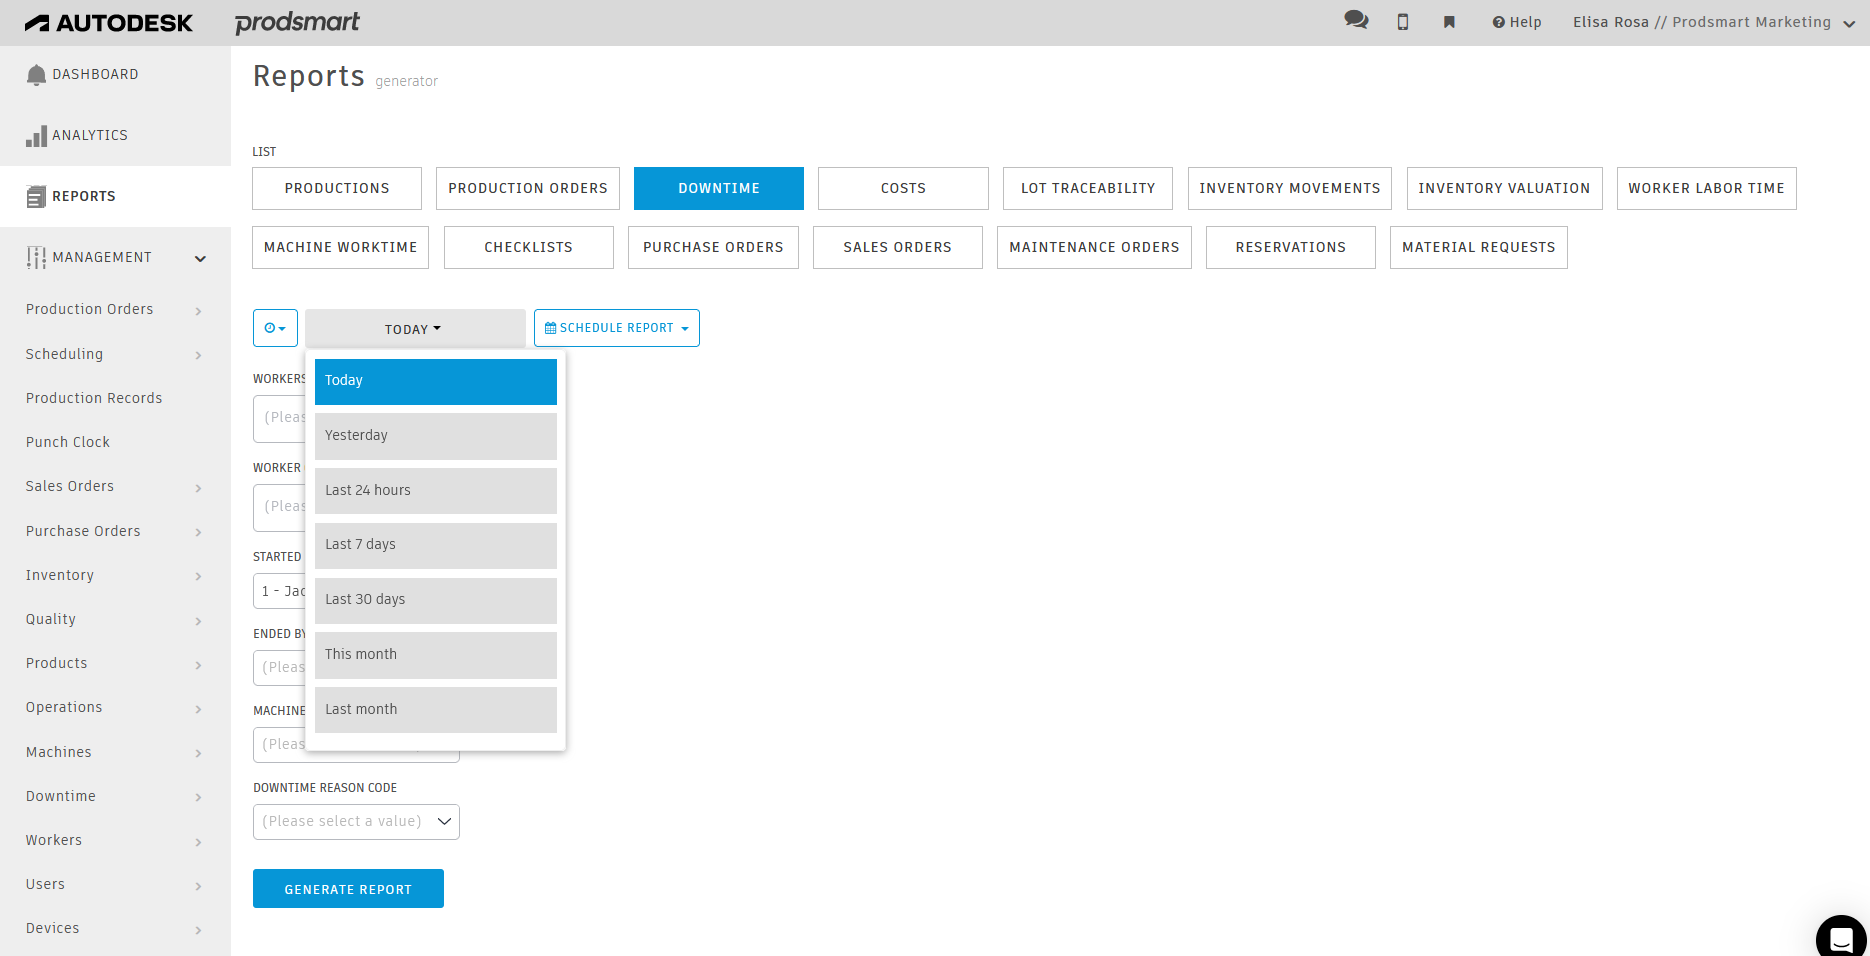 AUTODESK prodsmart
Help
Elisa Rosa // Prodsmart Marketing
DASHBOARD
ANALYTICS
REPORTS
MANAGEMENT
Production Orders
Scheduling
Production Records
Punch Clock
Sales Orders
Purchase Orders
Inventory
Quality
Products
Operations
Machines
Downtime
Workers
Users
Devices
Reports generator
LIST
PRODUCTIONS PRODUCTION ORDERS DOWNTIME COSTS LOT TRACEABILITY INVENTORY MOVEMENTS INVENTORY VALUATION WORKER LABOR TIME
MACHINE WORKTIME CHECKLISTS PURCHASE ORDERS SALES ORDERS MAINTENANCE ORDERS RESERVATIONS MATERIAL REQUESTS
TODAY SCHEDULE REPORT
Today
Yesterday
Last 24 hours
Last 7 days
Last 30 days
This month
Last month
WORKERS
(Pleas
WORKER
(Pleas
STARTED
1 - Jac
ENDED BY
(Pleas
MACHINE
(Pleas
DOWNTIME REASON CODE
(Please select a value)
GENERATE REPORT